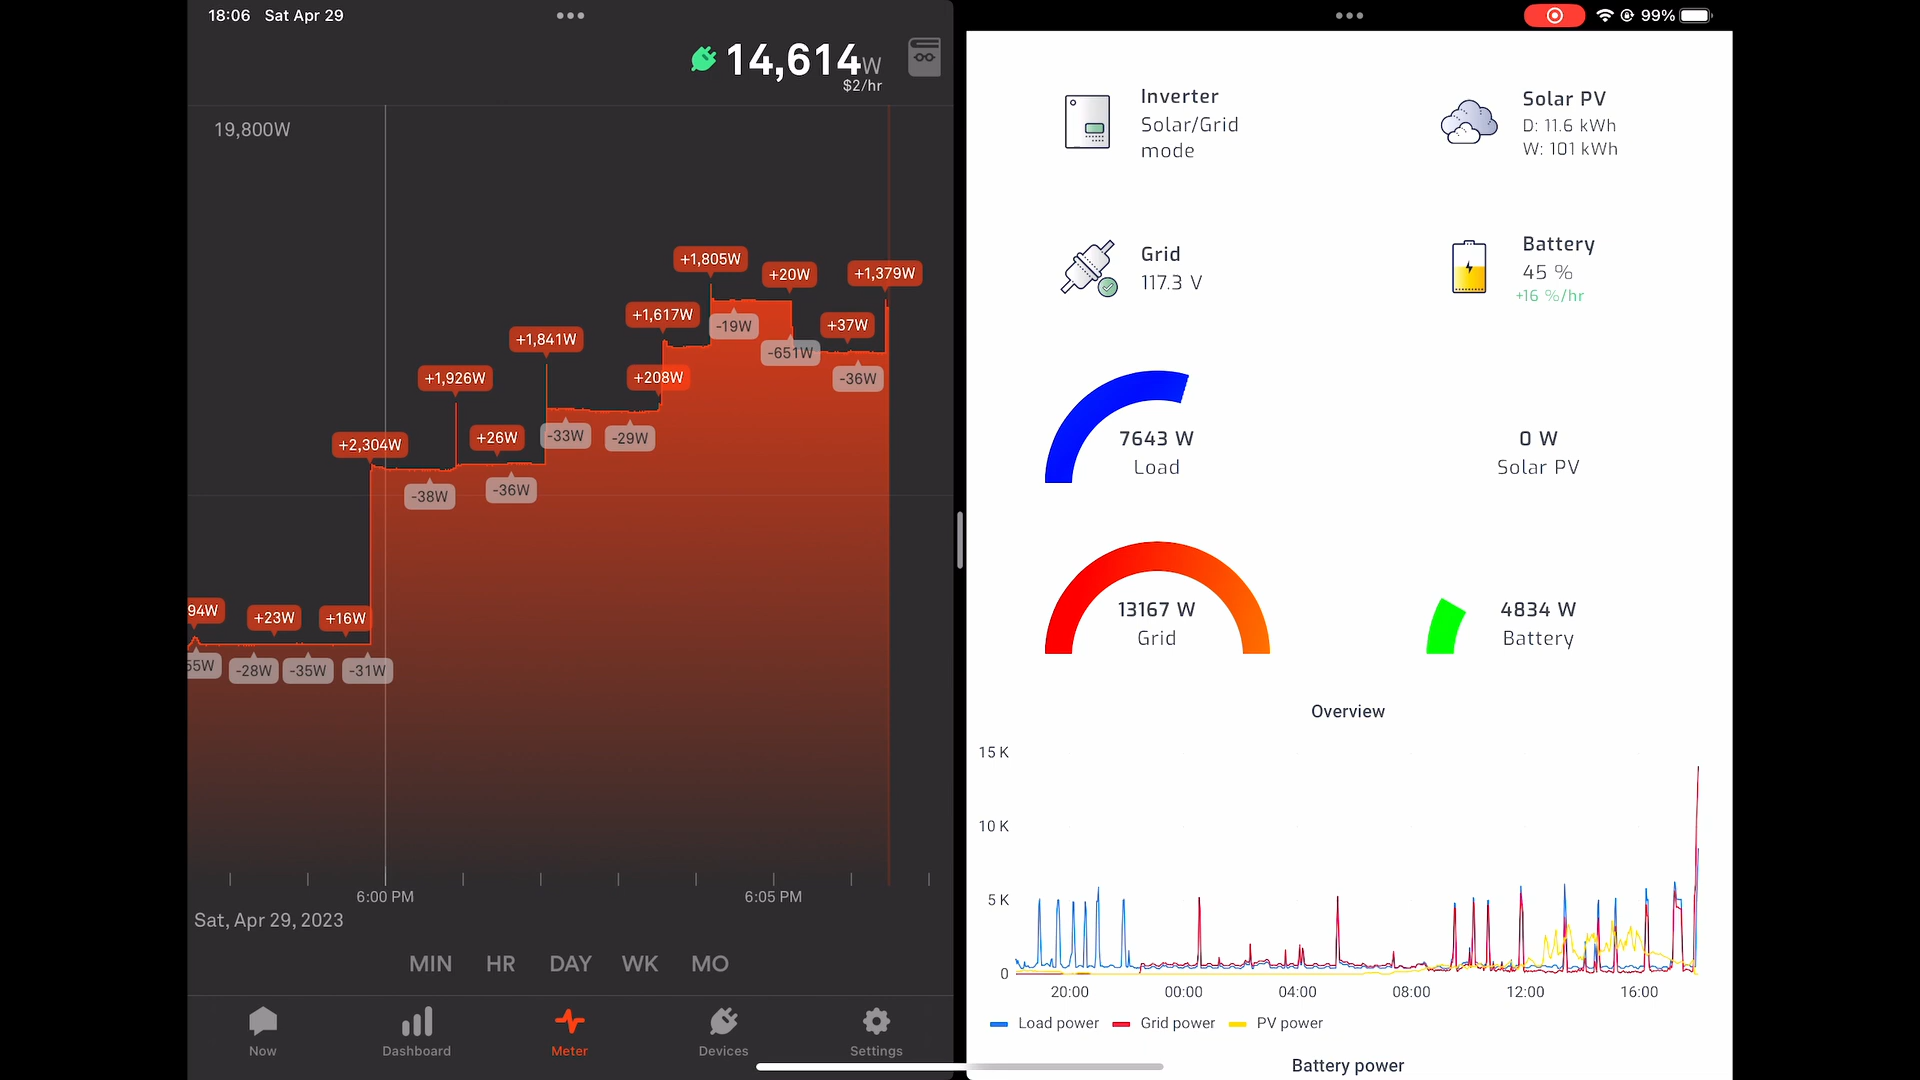 18:06 Sat Apr 29
99%
14,614W
$2/hr
19,800W
+1,805W
+20W
+1,379W
+1,617W
-19W
+37W
+1,841W
-651W
+1,926W
+208W
-36W
+2,304W
+26W
-33W
-29W
-38W
-36W
94W
+23W
+16W
55W
-28W
-35W
-31W
6:00 PM
6:05 PM
Sat, Apr 29, 2023
MIN HR DAY WK MO
Now
Dashboard
Meter
Devices
Settings
Inverter
Solar/Grid
mode
Solar PV
D: 11.6 kWh
W: 101 kWh
Grid
117.3 V
Battery
45 %
+16 %/hr
7643 W
Load
0 W
Solar PV
13167 W
Grid
4834 W
Battery
Overview
15 K
10 K
5 K
0
20:00 00:00 04:00 08:00 12:00 16:00
Load power Grid power PV power
Battery power